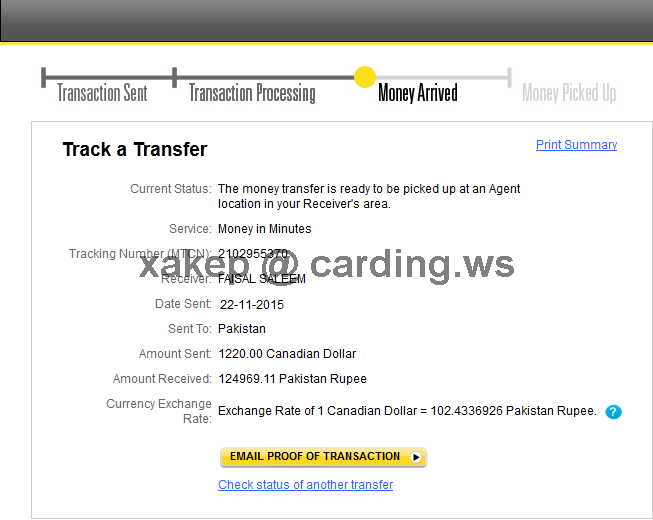 Transaction Sent Transaction Processing Money Arrived Money Picked Up
Track a Transfer
Print Summary
Current Status: The money transfer is ready to be picked up at an Agent
location in your Receiver's area.
Service: Money in Minutes
Tracking Number (MTCN): 2102955370
xakep @ carding.ws
Receiver: FAISAL SALEEM
Date Sent: 22-11-2015
Sent To: Pakistan
Amount Sent: 1220.00 Canadian Dollar
Amount Received: 124969.11 Pakistan Rupee
Currency Exchange
Rate: Exchange Rate of 1 Canadian Dollar = 102.4336926 Pakistan Rupee. ?
EMAIL PROOF OF TRANSACTION
Check status of another transfer